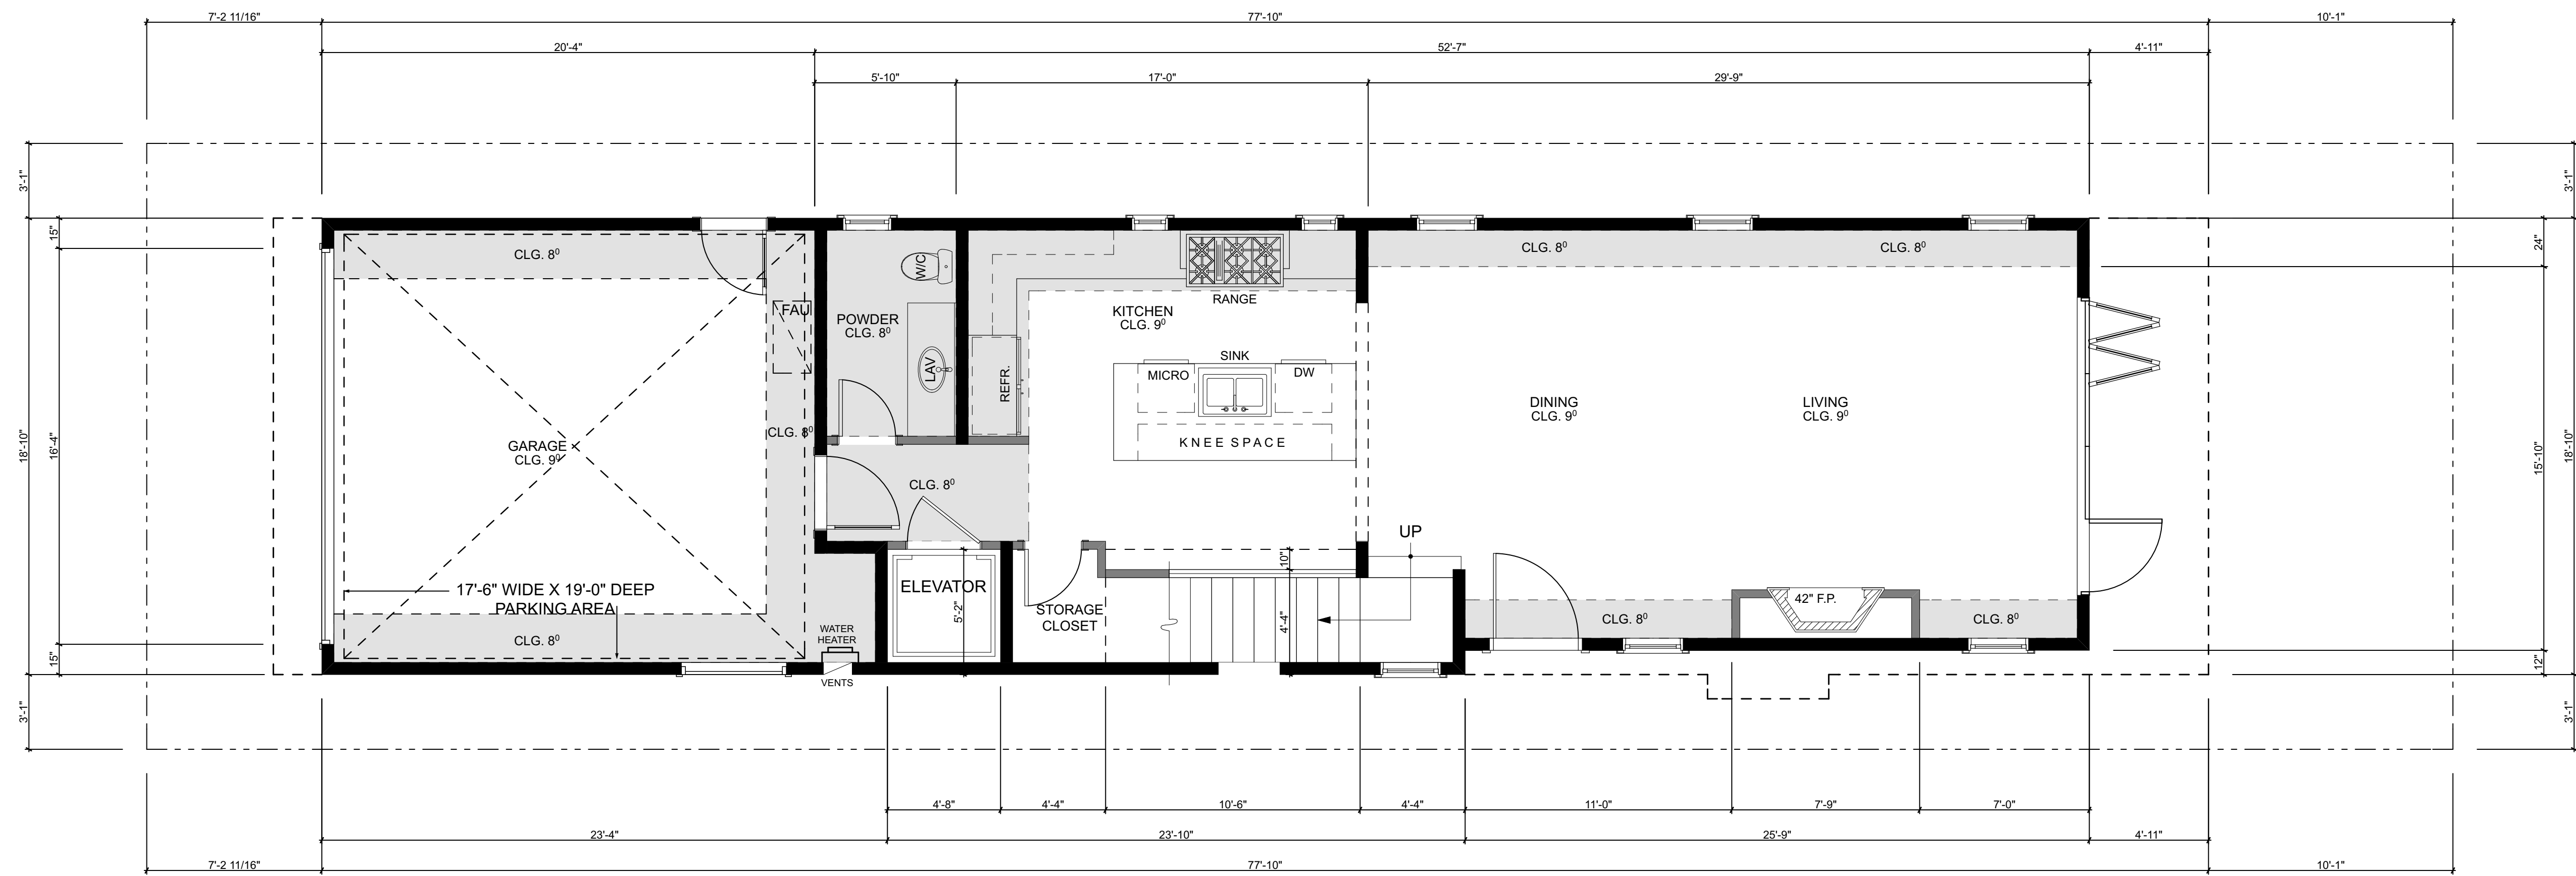 7'-2 11/16"
77'-10"
10'-1"
20'-4"
52'-7"
4'-11"
5'-10"
17'-0"
29'-9"
3'-1"
3'-1"
15"
24"
CLG. 8⁰
CLG. 8⁰
CLG. 8⁰
W/C
RANGE
FAU
POWDER
CLG. 8⁰
KITCHEN
CLG. 9⁰
SINK
LAV
REFR.
MICRO
DW
DINING
CLG. 9⁰
LIVING
CLG. 9⁰
CLG. 8⁰
KNEE SPACE
GARAGE
CLG. 9⁰
18'-10"
16'-4"
15'-10"
18'-10"
CLG. 8⁰
UP
10"
ELEVATOR
5'-2"
17'-6" WIDE X 19'-0" DEEP
PARKING AREA
STORAGE
CLOSET
4'-4"
42" F.P.
CLG. 8⁰
CLG. 8⁰
WATER
HEATER
CLG. 8⁰
15"
12"
VENTS
3'-1"
3'-1"
4'-8"
4'-4"
10'-6"
4'-4"
11'-0"
7'-9"
7'-0"
23'-4"
23'-10"
25'-9"
4'-11"
7'-2 11/16"
77'-10"
10'-1"